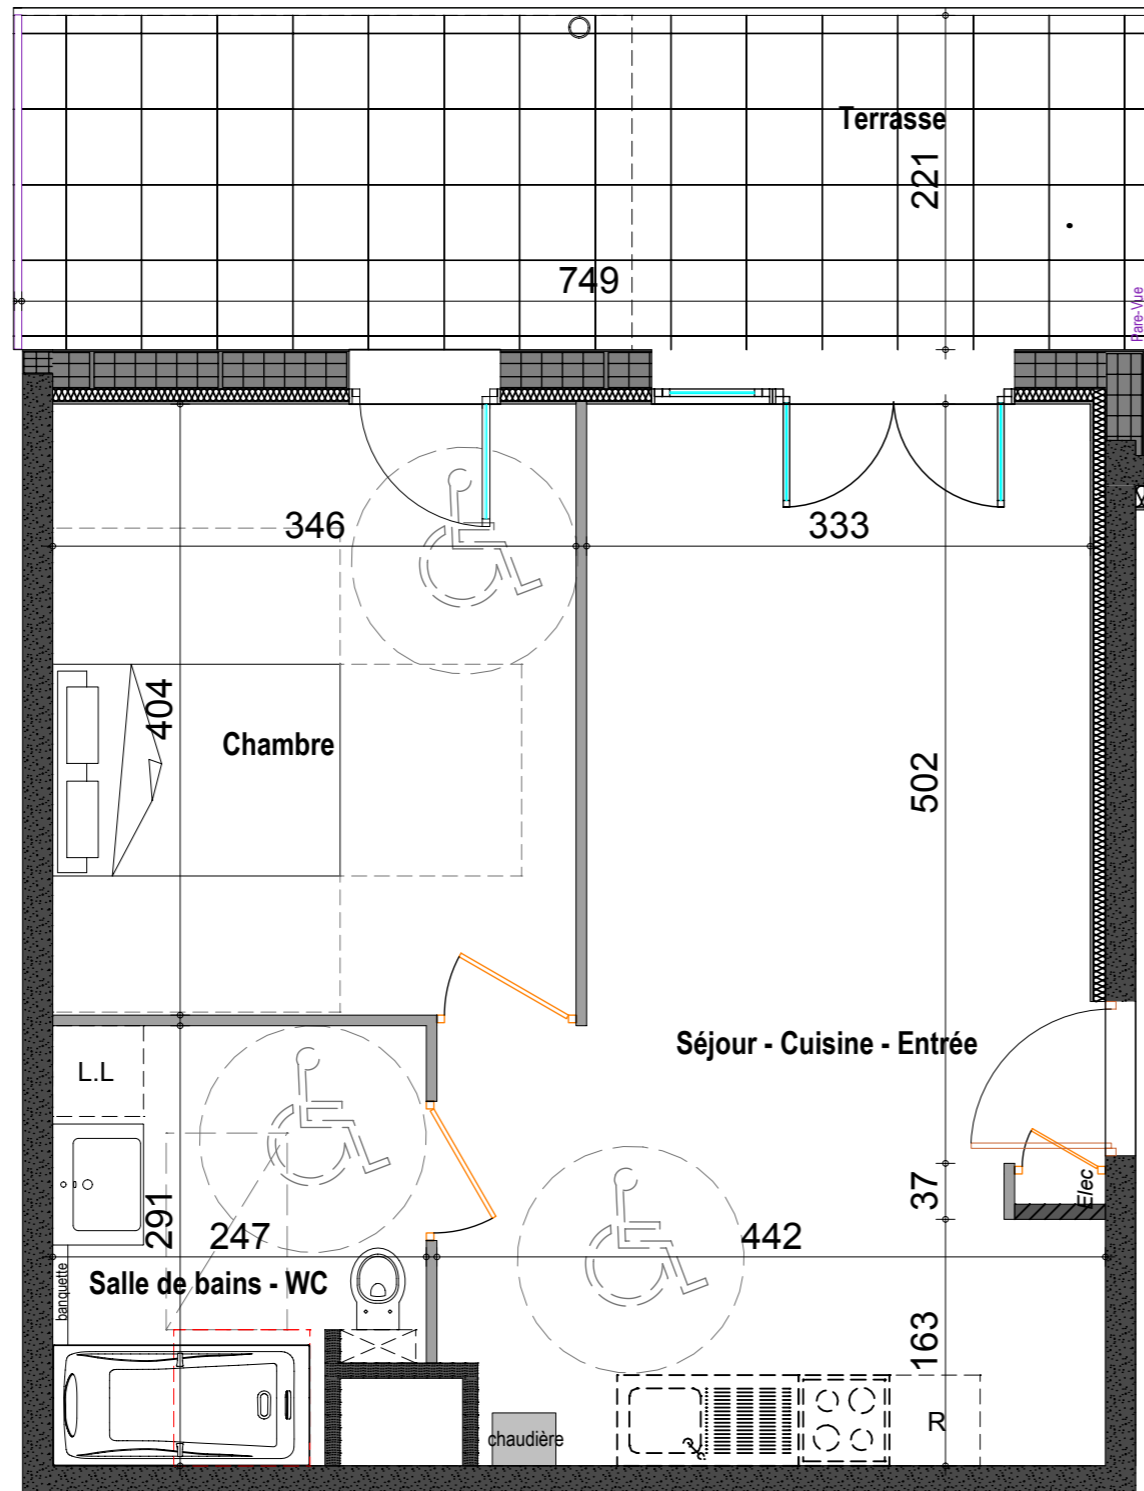 Terrasse
221
749
Pare-Vue
346
333
404
Chambre
502
Séjour - Cuisine - Entrée
L.L
37
Elec
291
247
442
banquette
Salle de bains - WC
163
chaudière
R